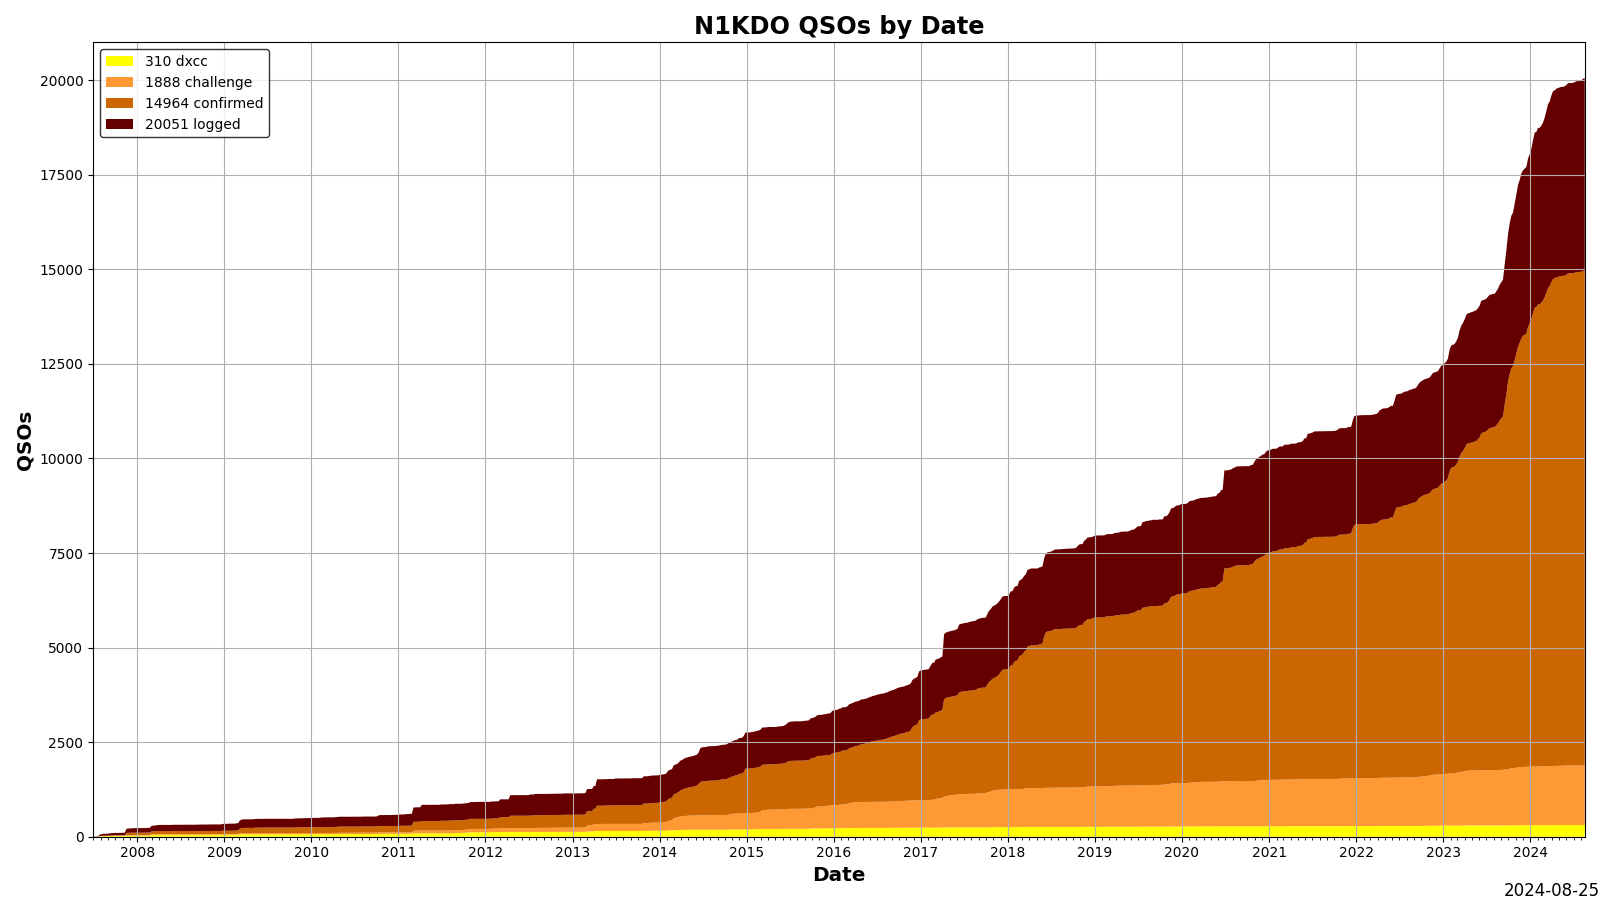 N1KDO QSOs by Date
310 dxcc
1888 challenge
14964 confirmed
20051 logged
20000
17500
15000
12500
10000
7500
5000
2500
0
QSOs
2008 2009 2010 2011 2012 2013 2014 2015 2016 2017 2018 2019 2020 2021 2022 2023 2024
Date
2024-08-25